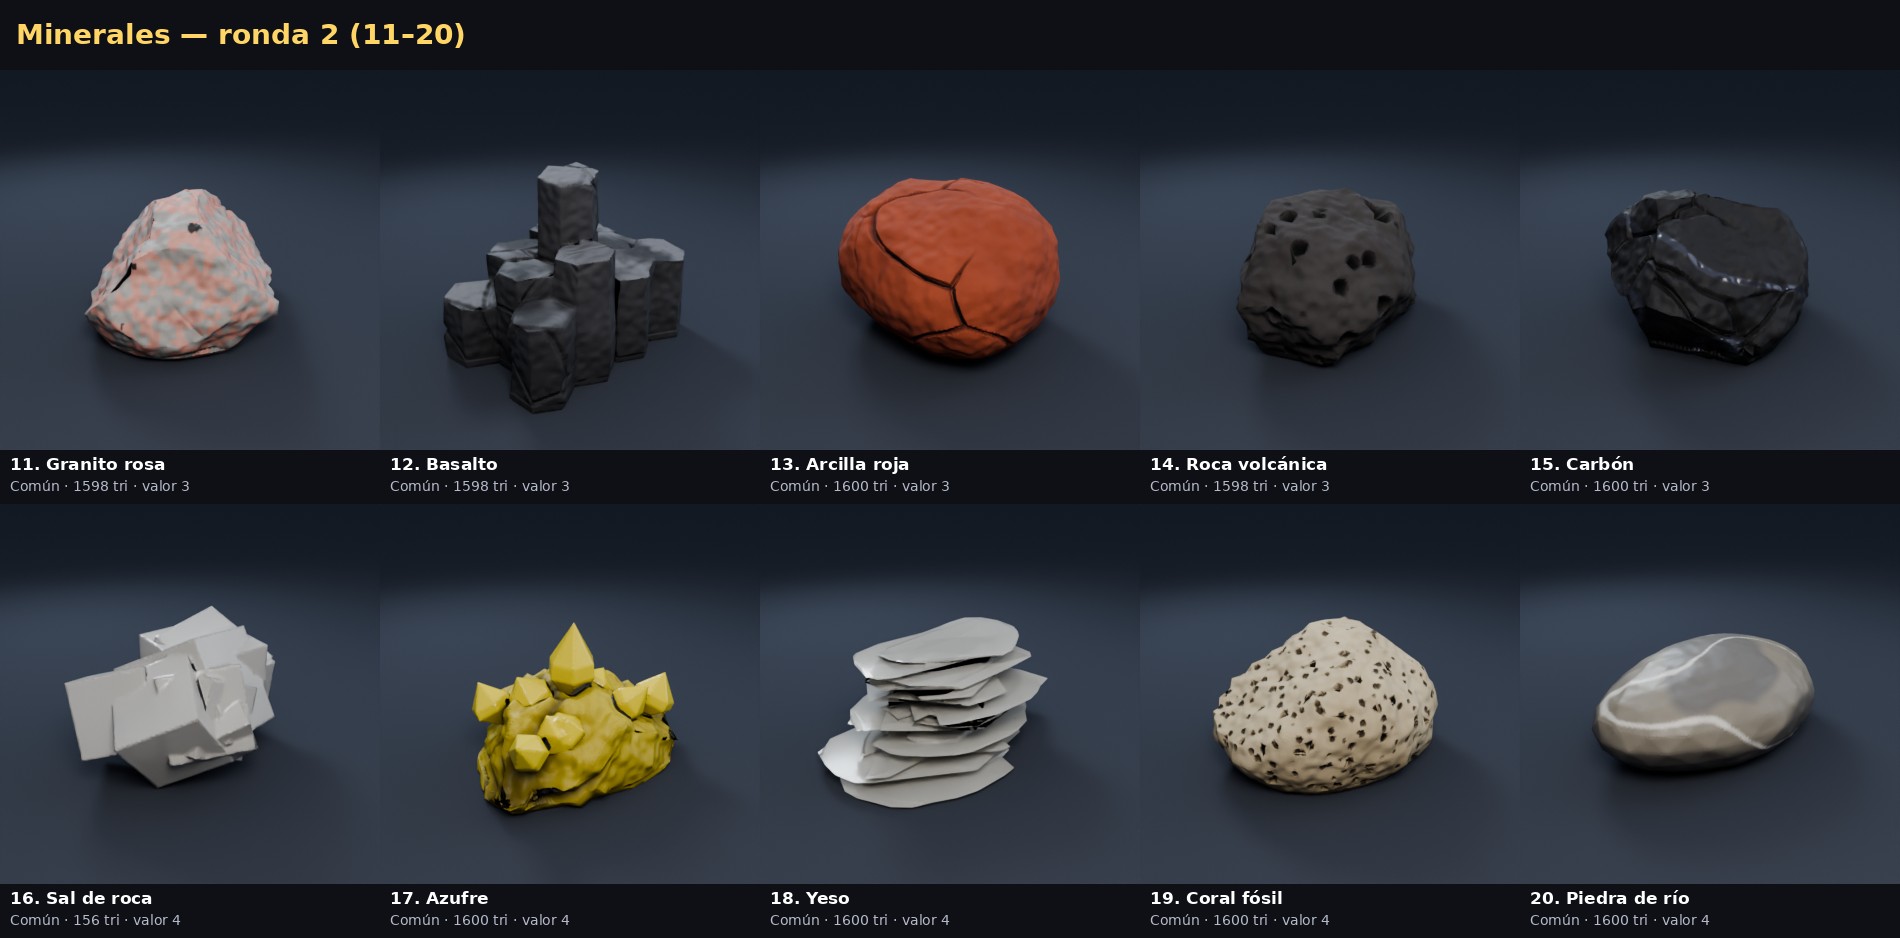 Minerales — ronda 2 (11–20)
11. Granito rosa
Común · 1598 tri · valor 3
12. Basalto
Común · 1598 tri · valor 3
13. Arcilla roja
Común · 1600 tri · valor 3
14. Roca volcánica
Común · 1598 tri · valor 3
15. Carbón
Común · 1600 tri · valor 3
16. Sal de roca
Común · 156 tri · valor 4
17. Azufre
Común · 1600 tri · valor 4
18. Yeso
Común · 1600 tri · valor 4
19. Coral fósil
Común · 1600 tri · valor 4
20. Piedra de río
Común · 1600 tri · valor 4